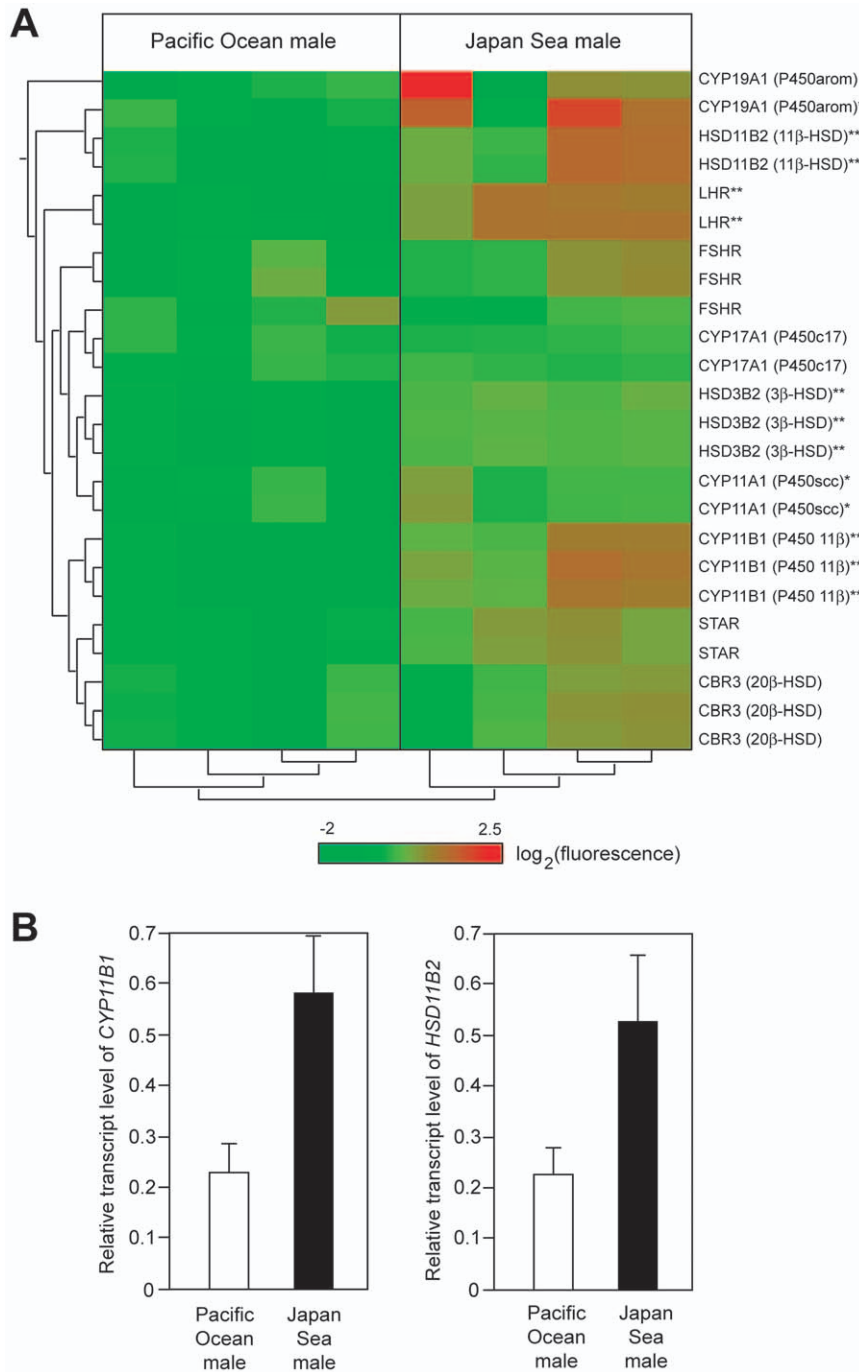 A
Pacific Ocean male
Japan Sea male
CYP19A1 (P450arom)
CYP19A1 (P450arom)*
HSD11B2 (11β-HSD)**
HSD11B2 (11β-HSD)**
LHR**
LHR**
FSHR
FSHR
FSHR
CYP17A1 (P450c17)
CYP17A1 (P450c17)
HSD3B2 (3β-HSD)**
HSD3B2 (3β-HSD)**
HSD3B2 (3β-HSD)**
CYP11A1 (P450scc)*
CYP11A1 (P450scc)*
CYP11B1 (P450 11β)**
CYP11B1 (P450 11β)**
CYP11B1 (P450 11β)**
STAR
STAR
CBR3 (20β-HSD)
CBR3 (20β-HSD)
CBR3 (20β-HSD)
-2
2.5
log2(fluorescence)
B
Relative transcript level of CYP11B1
0.7
0.6
0.5
0.4
0.3
0.2
0.1
0
Pacific
Ocean
male
Japan
Sea
male
Relative transcript level of HSD11B2
0.7
0.6
0.5
0.4
0.3
0.2
0.1
0
Pacific
Ocean
male
Japan
Sea
male